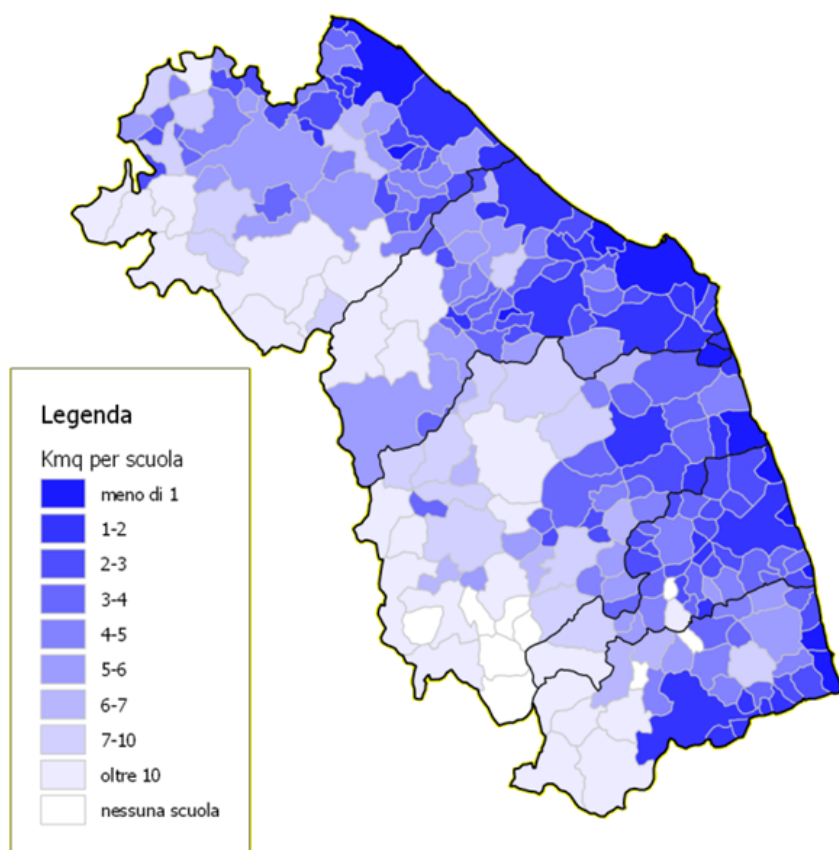 Legenda
Kmq per scuola
meno di 1
1-2
2-3
3-4
4-5
5-6
6-7
7-10
oltre 10
nessuna scuola